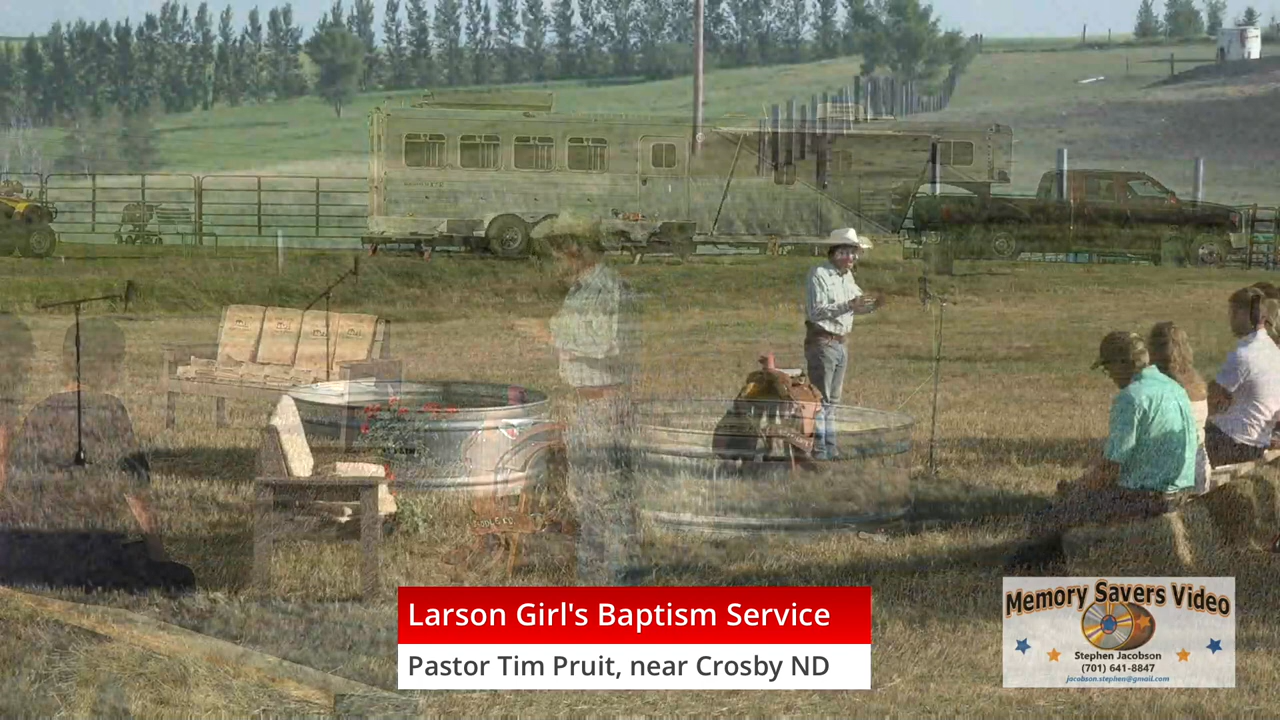 Larson Girl's Baptism Service
Pastor Tim Pruit, near Crosby ND
Memory Savers Video
Stephen Jacobson
(701) 641-8847
jacobson.stephen@gmail.com